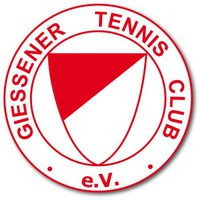 GIESSENER TENNIS CLUB
e.V.